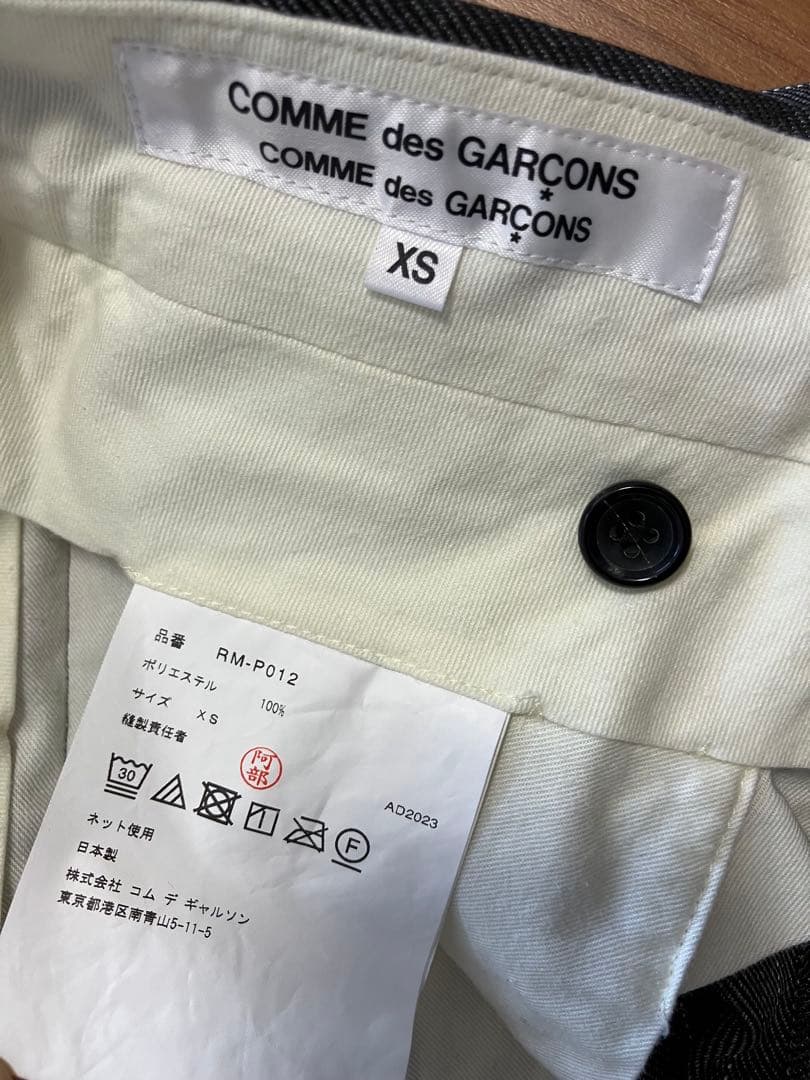 COMME des GARÇONS
COMME des GARÇONS
XS
品番 RM-P012
ポリエステル 100%
サイズ XS
縫製責任者
阿部
30
F
AD2023
ネット使用
日本製
株式会社 コム デ ギャルソン
東京都港区南青山5-11-5